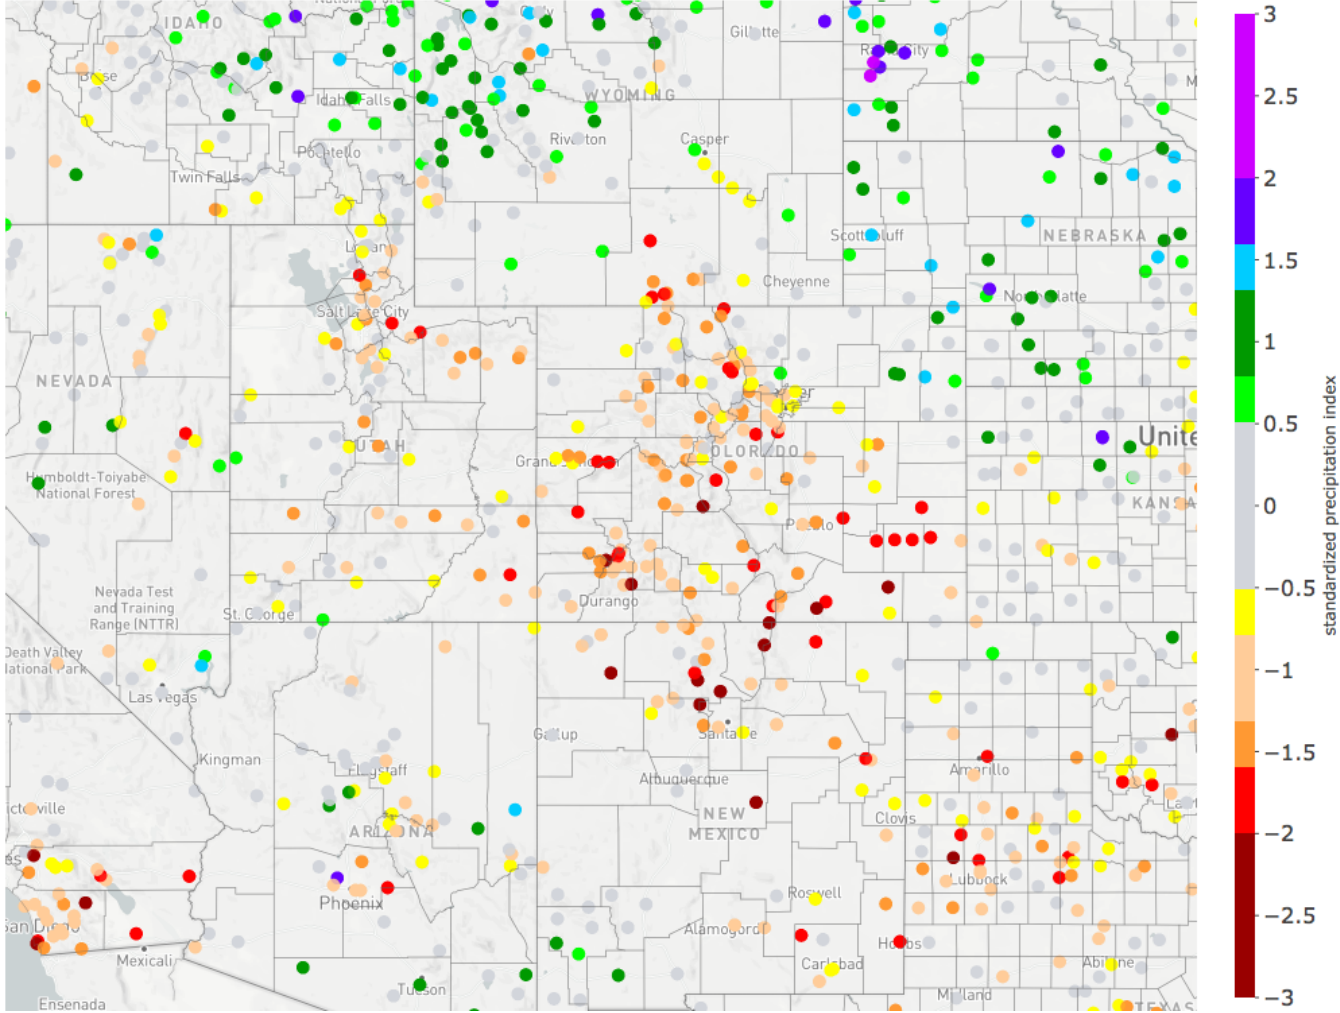 IDAHO
Gillette
Boise
Idaho Falls
WYOMING
Riverton
Casper
Pocatello
Twin Falls
Logan
Scottsbluff
NEBRASKA
Cheyenne
North Platte
Salt Lake City
NEVADA
UTAH
COLORADO
Unite
Humboldt-Toiyabe
National Forest
KANSA
Pueblo
Nevada Test
and Training
Range (NTTR)
St. George
Durango
Death Valley
National Park
Las Vegas
Gallup
Santa Fe
Kingman
Flagstaff
Albuquerque
Amarillo
NEW
MEXICO
Clovis
ARIZONA
Lubbock
Phoenix
Roswell
San Diego
Alamogordo
Hobbs
Mexicali
Carlsbad
Abilene
Tucson
Midland
Ensenada
TEXAS
3
2.5
2
1.5
1
0.5
0
−0.5
−1
−1.5
−2
−2.5
−3
standardized precipitation index